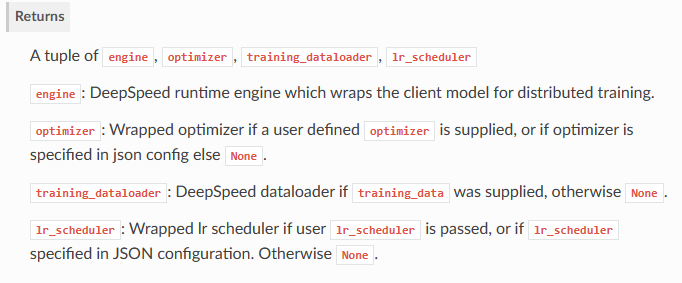 Returns
A tuple of engine , optimizer , training_dataloader , lr_scheduler
engine : DeepSpeed runtime engine which wraps the client model for distributed training.
optimizer : Wrapped optimizer if a user defined optimizer is supplied, or if optimizer is
specified in json config else None .
training_dataloader : DeepSpeed dataloader if training_data was supplied, otherwise None .
lr_scheduler : Wrapped lr scheduler if user lr_scheduler is passed, or if lr_scheduler
specified in JSON configuration. Otherwise None .